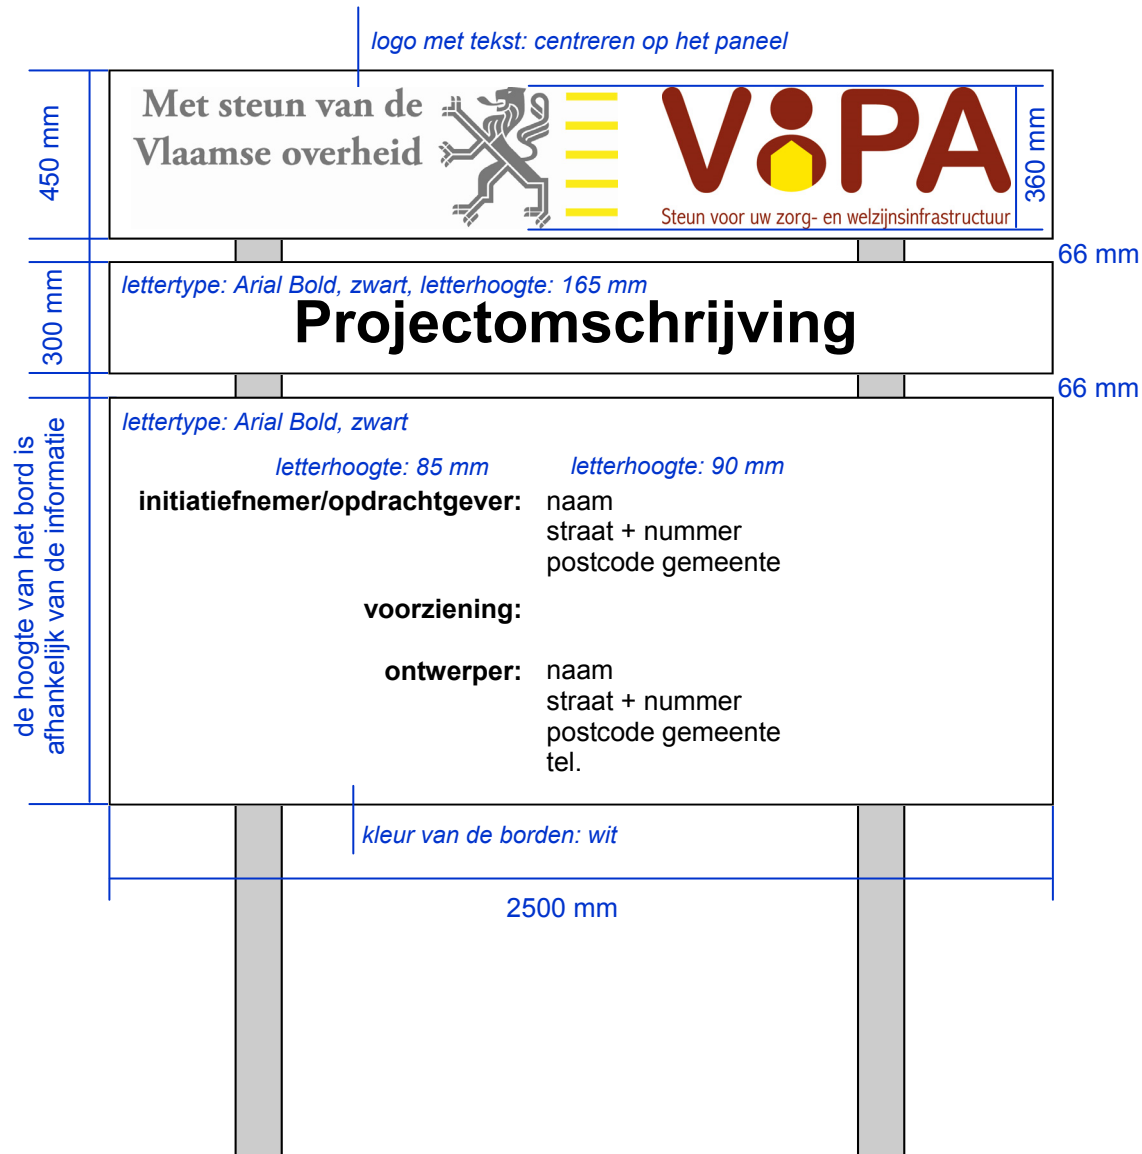 logo met tekst: centreren op het paneel
450 mm
Met steun van de
Vlaamse overheid
VIPA
Steun voor uw zorg- en welzijnsinfrastructuur
360 mm
66 mm
300 mm
lettertype: Arial Bold, zwart, letterhoogte: 165 mm
Projectomschrijving
66 mm
de hoogte van het bord is
afhankelijk van de informatie
lettertype: Arial Bold, zwart
letterhoogte: 85 mm letterhoogte: 90 mm
initiatiefnemer/opdrachtgever: naam
straat + nummer
postcode gemeente
voorziening:
ontwerper: naam
straat + nummer
postcode gemeente
tel.
kleur van de borden: wit
2500 mm